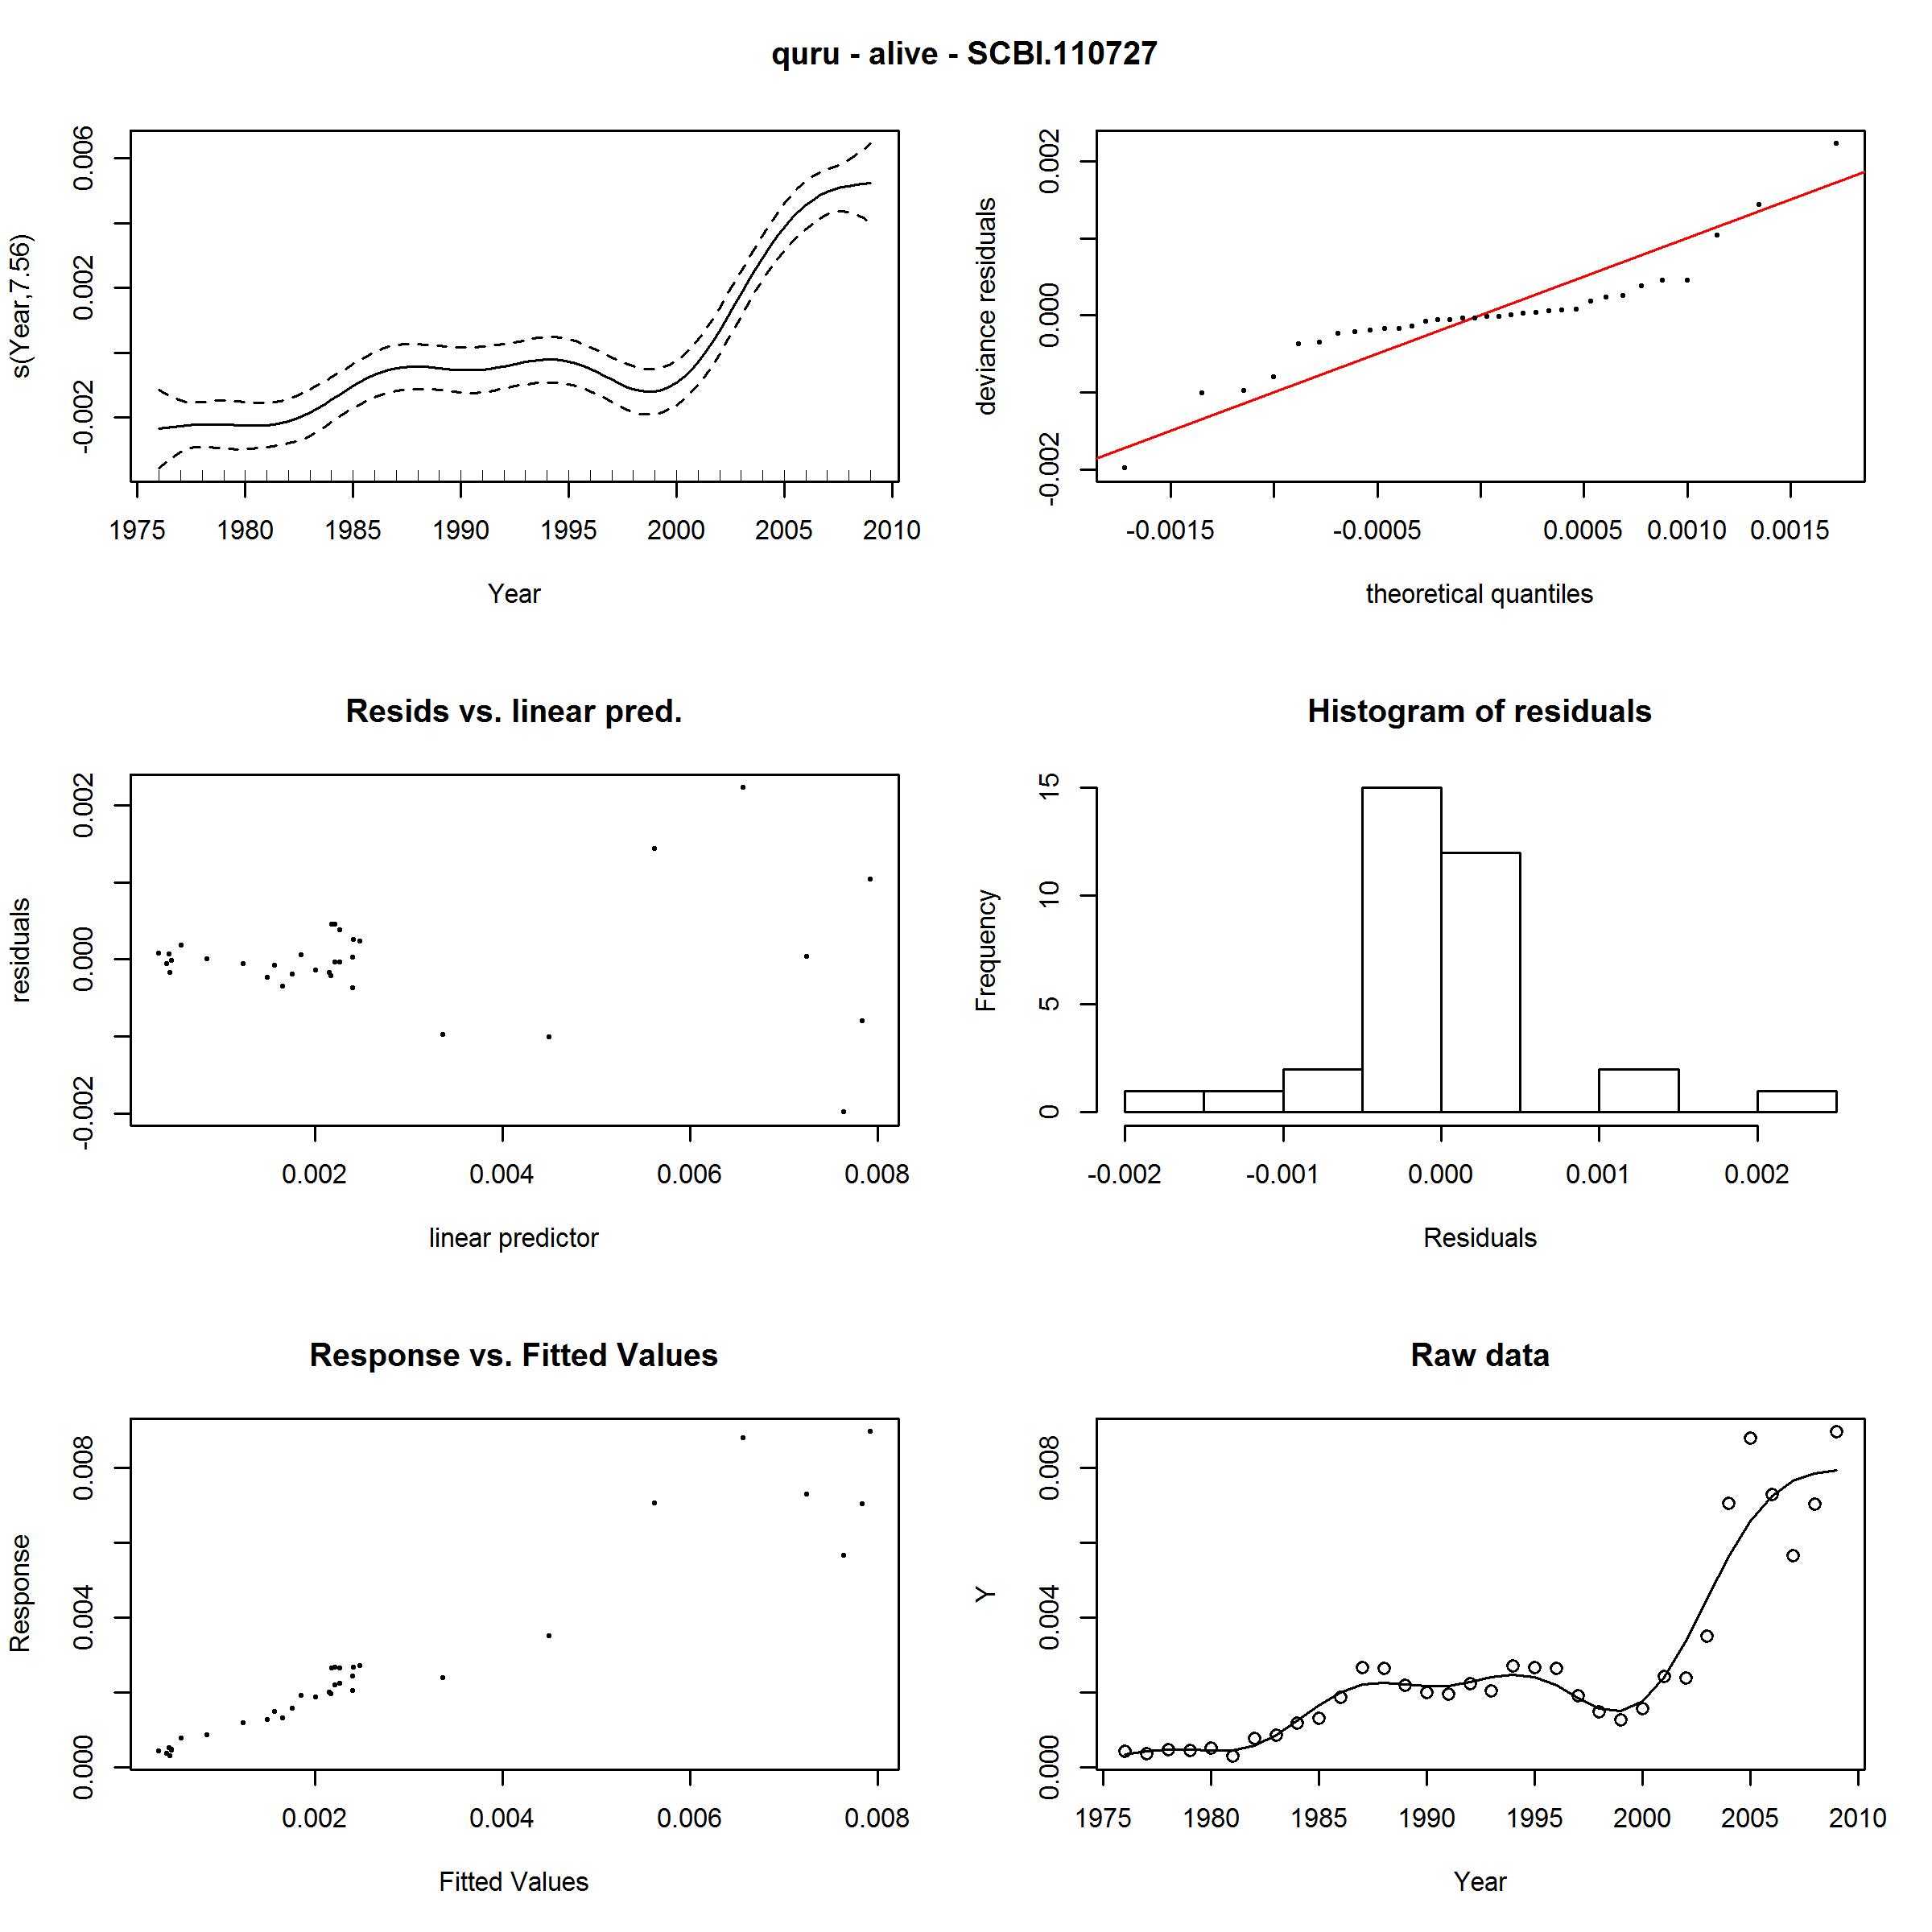 quru - alive - SCBI.110727
s(Year,7.56)
-0.002 0.002 0.006
1975 1980 1985 1990 1995 2000 2005 2010
Year
deviance residuals
-0.002 0.000 0.002
-0.0015 -0.0005 0.0005 0.0010 0.0015
theoretical quantiles
Resids vs. linear pred.
residuals
-0.002 0.000 0.002
0.002 0.004 0.006 0.008
linear predictor
Histogram of residuals
Frequency
0 5 10 15
-0.002 -0.001 0.000 0.001 0.002
Residuals
Response vs. Fitted Values
Response
0.000 0.004 0.008
0.002 0.004 0.006 0.008
Fitted Values
Raw data
Y
0.000 0.004 0.008
1975 1980 1985 1990 1995 2000 2005 2010
Year